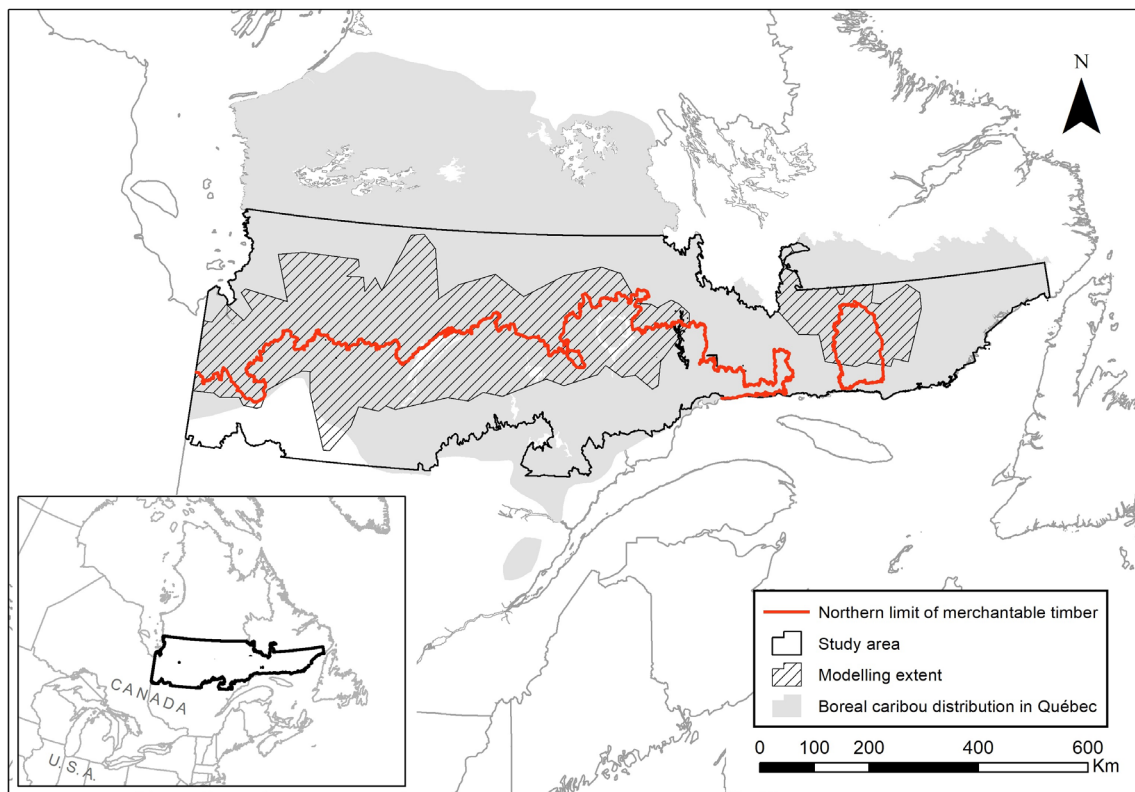 N
CANADA
U.S.A.
Northern limit of merchantable timber
Study area
Modelling extent
Boreal caribou distribution in Québec
0 100 200 400 600
Km